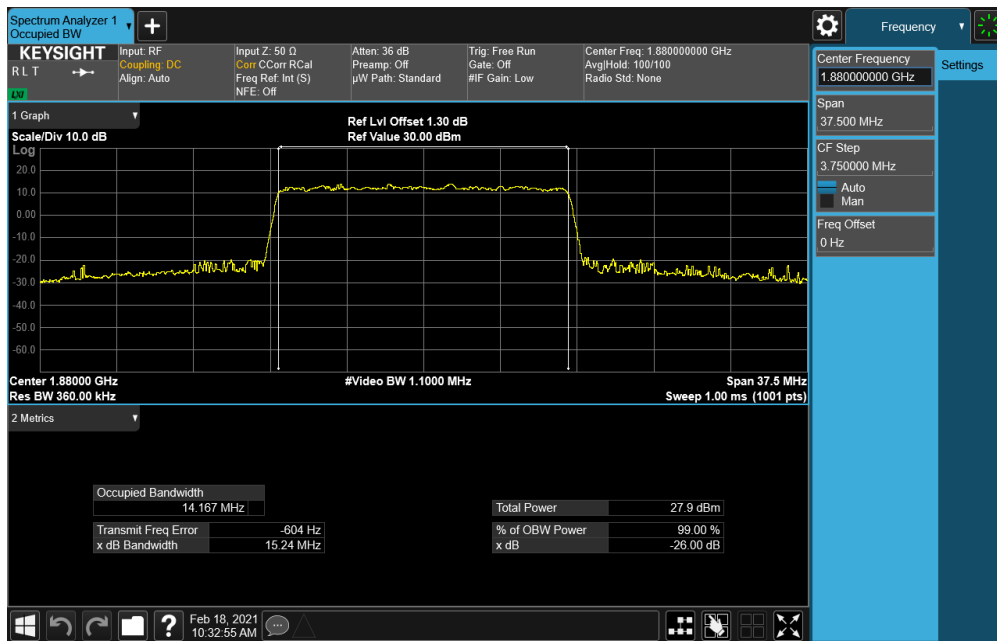 Spectrum Analyzer 1
Occupied BW
Frequency
KEYSIGHT
R L T
LXI
Input: RF
Coupling: DC
Align: Auto
Input Z: 50 Ω
Corr CCorr RCal
Freq Ref: Int (S)
NFE: Off
Atten: 36 dB
Preamp: Off
µW Path: Standard
Trig: Free Run
Gate: Off
#IF Gain: Low
Center Freq: 1.880000000 GHz
Avg|Hold: 100/100
Radio Std: None
Center Frequency
1.880000000 GHz
Settings
Span
37.500 MHz
CF Step
3.750000 MHz
Auto
Man
Freq Offset
0 Hz
1 Graph
Scale/Div 10.0 dB
Ref Lvl Offset 1.30 dB
Ref Value 30.00 dBm
Log
20.0
10.0
0.00
-10.0
-20.0
-30.0
-40.0
-50.0
-60.0
Center 1.88000 GHz
#Video BW 1.1000 MHz
Span 37.5 MHz
Res BW 360.00 kHz
Sweep 1.00 ms (1001 pts)
2 Metrics
Occupied Bandwidth
14.167 MHz
Total Power 27.9 dBm
Transmit Freq Error -604 Hz
% of OBW Power 99.00 %
x dB Bandwidth 15.24 MHz
x dB -26.00 dB
?
Feb 18, 2021
10:32:55 AM